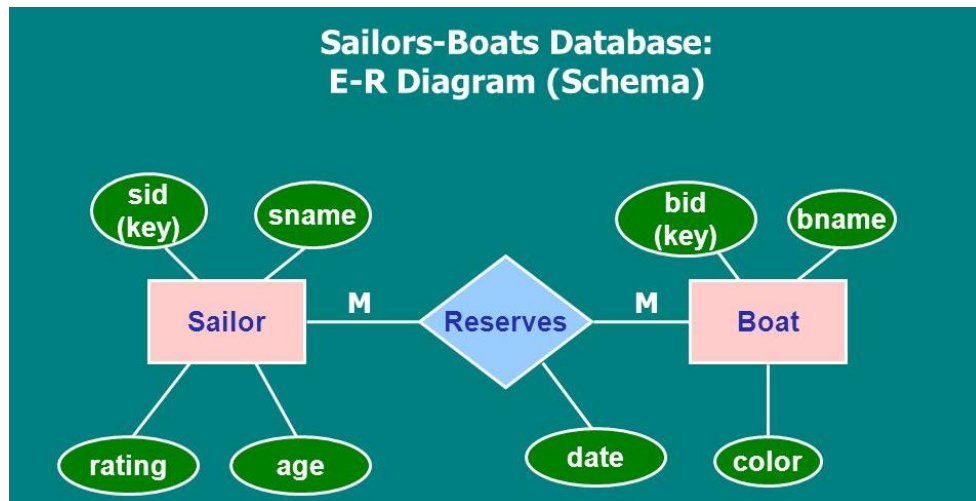 Sailors-Boats Database:
E-R Diagram (Schema)
sid
(key)
sname
bid
(key)
bname
Sailor
M
Reserves
M
Boat
rating
age
date
color